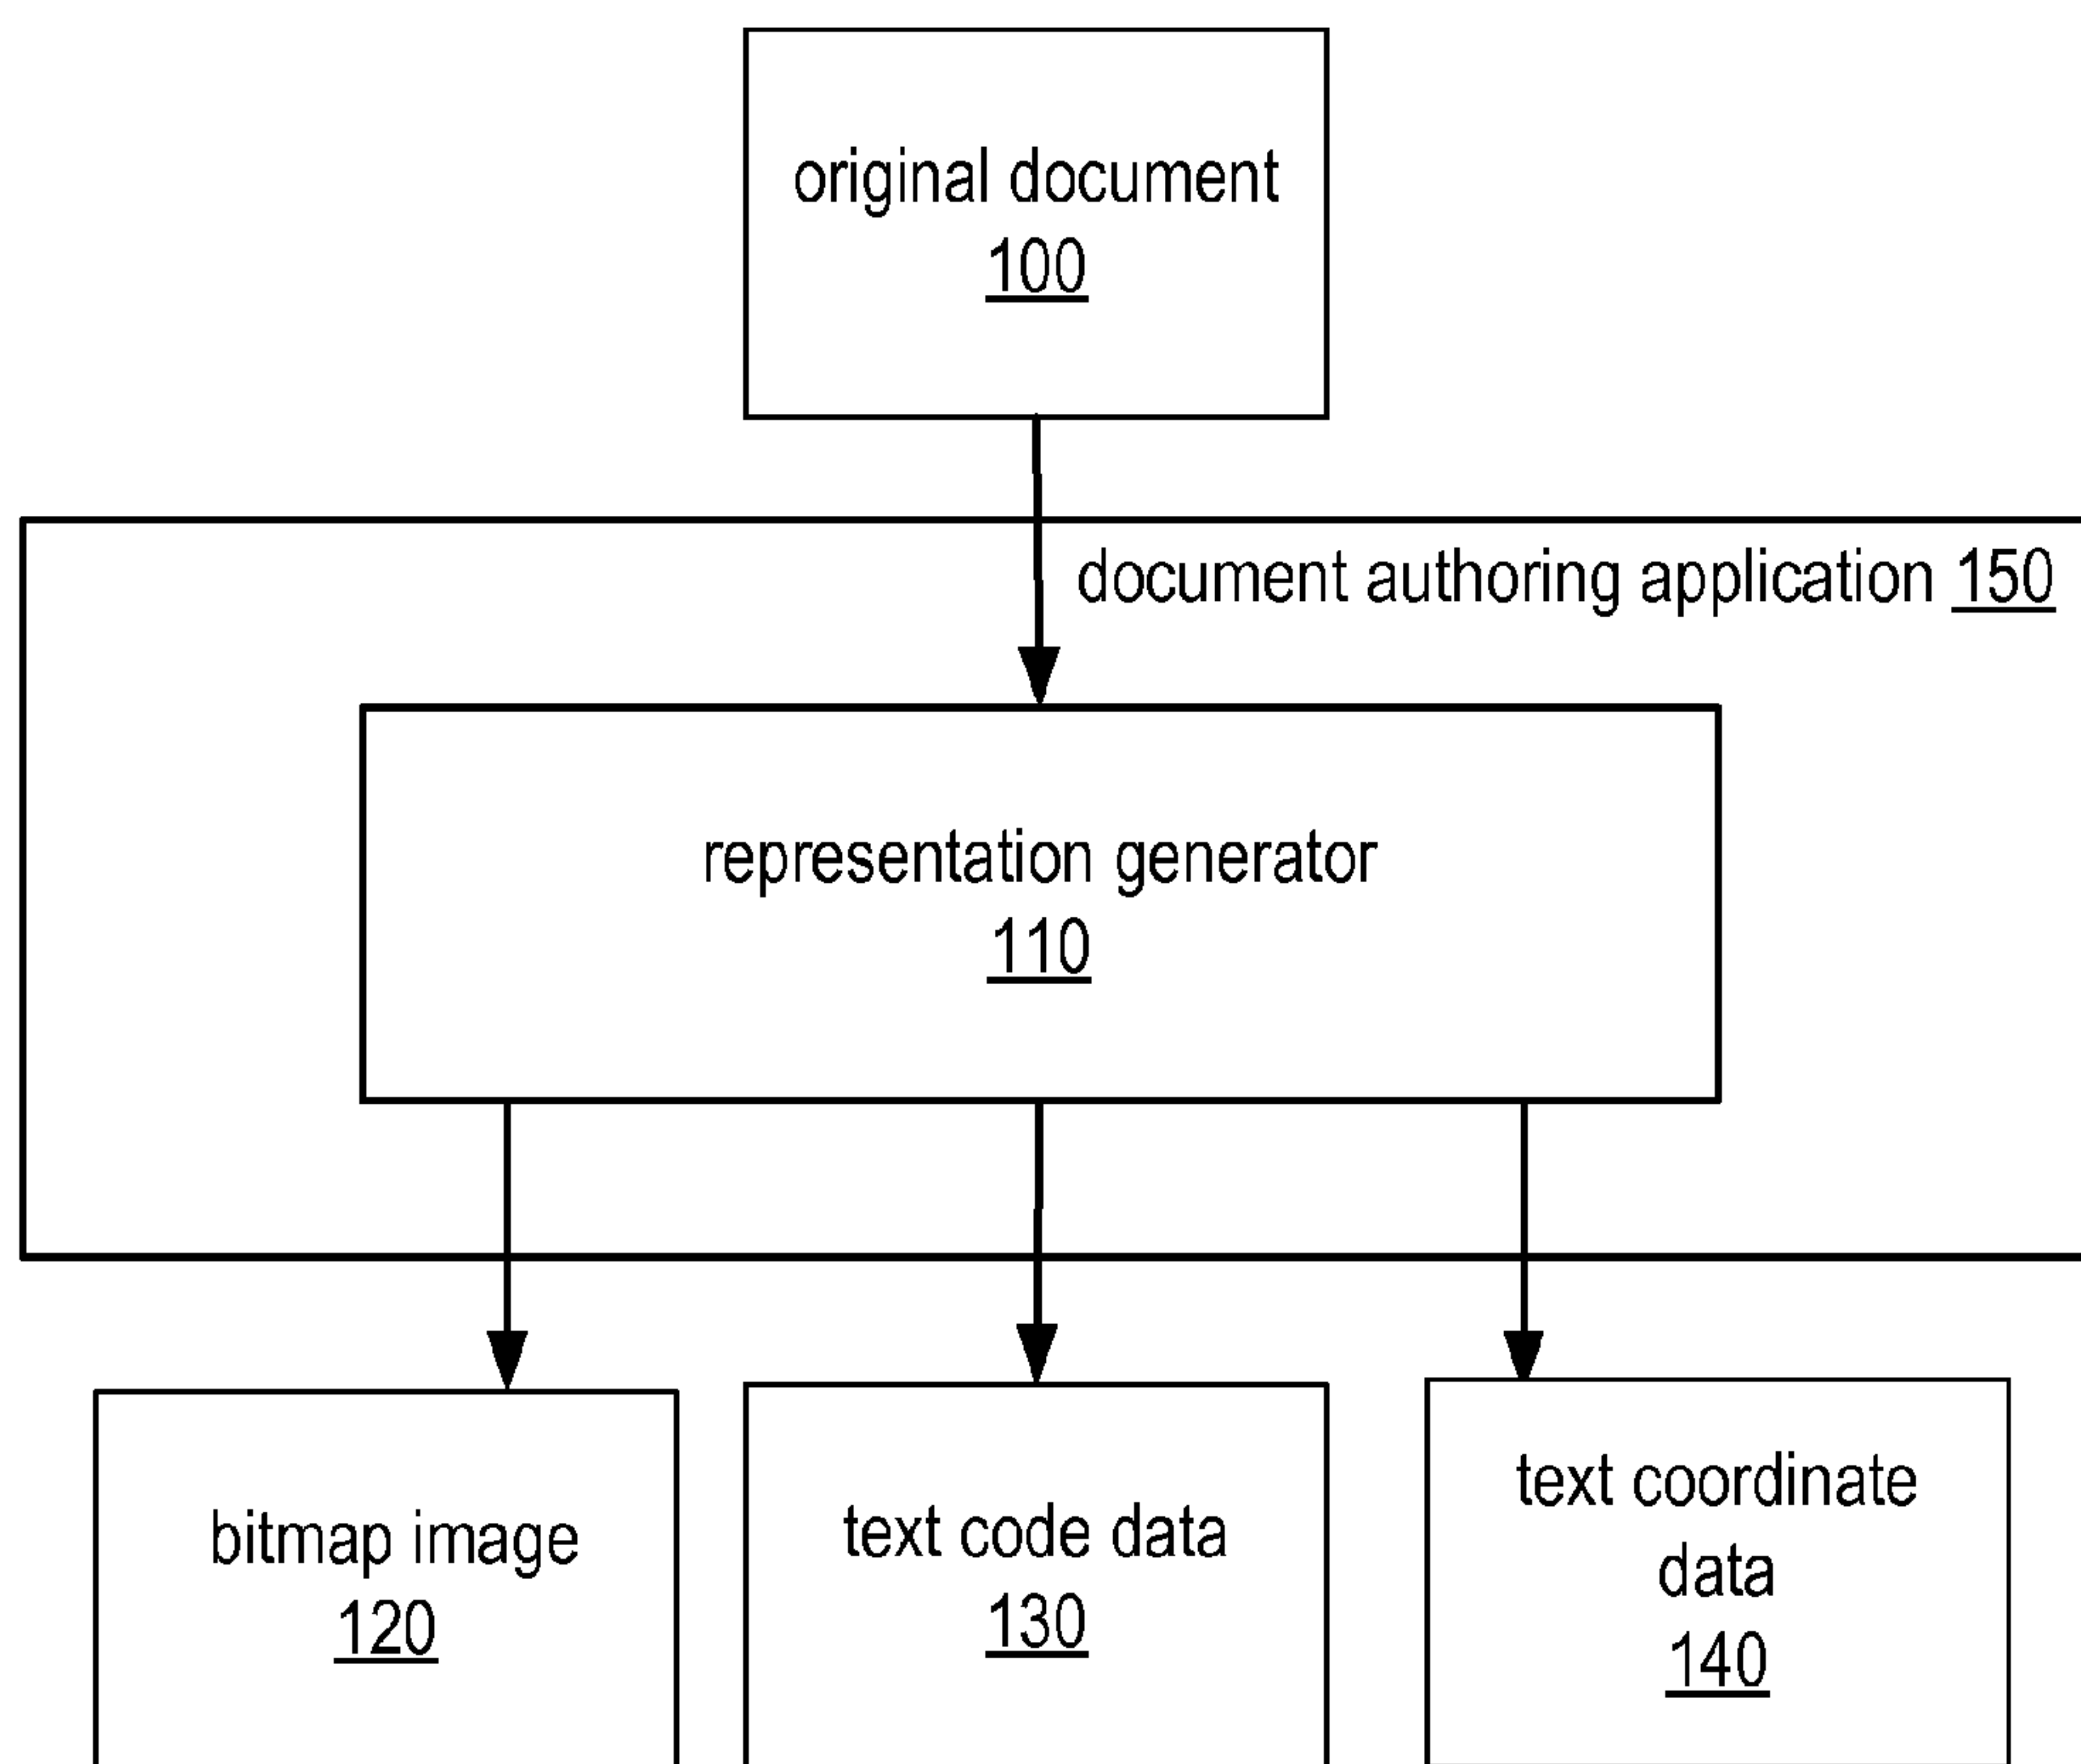 original document
100
document authoring application 150
representation generator
110
bitmap image
120
text code data
130
text coordinate
data
140